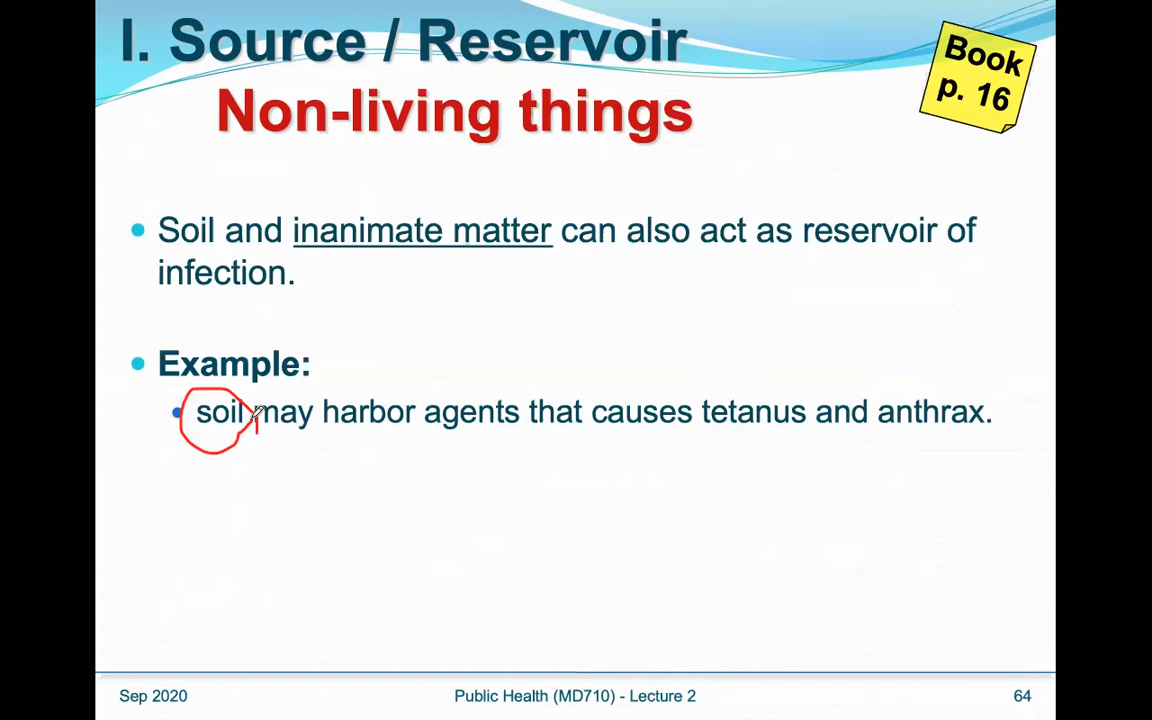 I. Source / Reservoir
Non-living things
Book
p. 16
• Soil and inanimate matter can also act as reservoir of
infection.
• Example:
• soil may harbor agents that causes tetanus and anthrax.
Sep 2020
Public Health (MD710) - Lecture 2
64